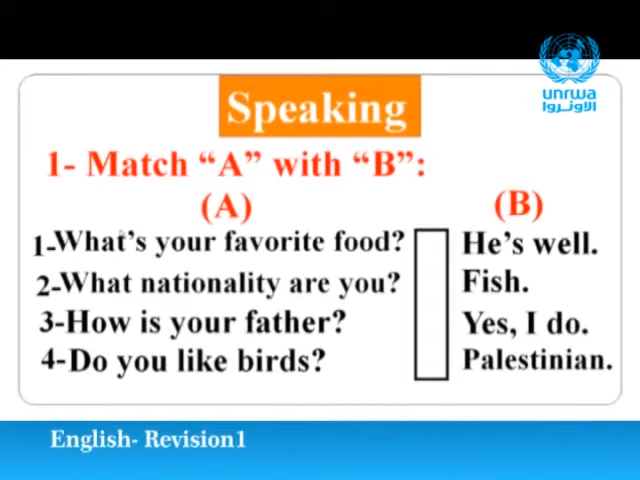 unrwa
الاونروا
Speaking
1- Match “A” with “B”:
(A) (B)
1-What's your favorite food? He's well.
2-What nationality are you? Fish.
3-How is your father? Yes, I do.
4-Do you like birds? Palestinian.
English- Revision1